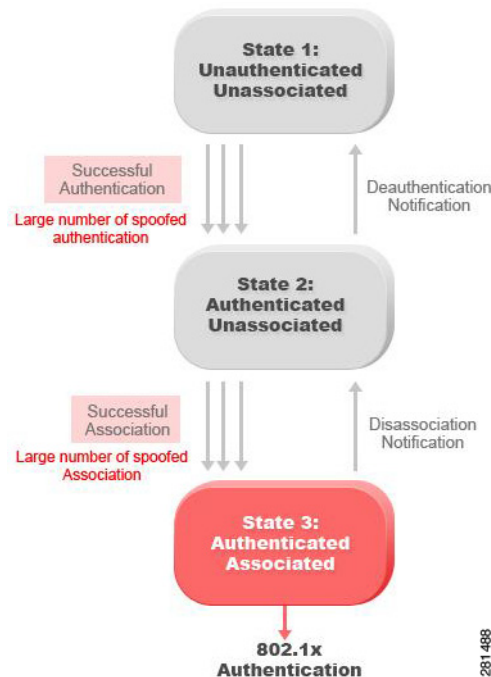 State 1:
Unauthenticated
Unassociated
Successful
Authentication
Large number of spoofed
authentication
Deauthentication
Notification
State 2:
Authenticated
Unassociated
Successful
Association
Large number of spoofed
Association
Disassociation
Notification
State 3:
Authenticated
Associated
802.1x
Authentication
281488